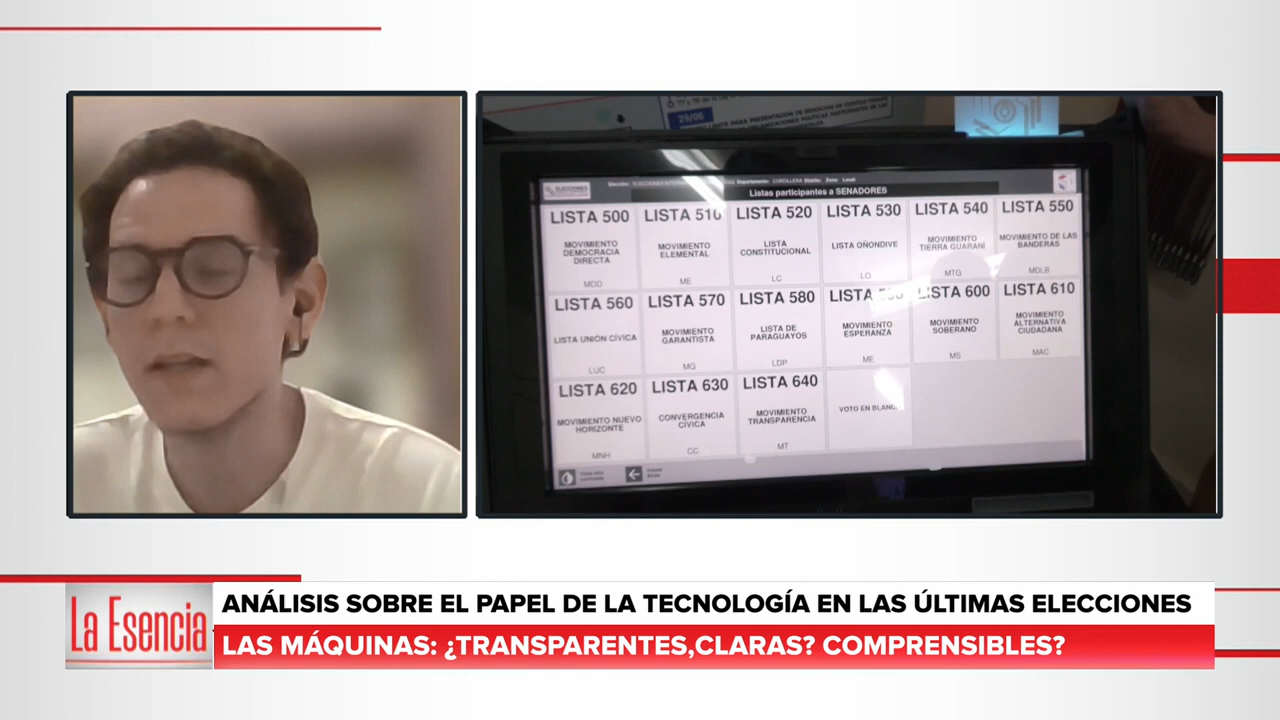 29/05
ELECCIONES
Listas participantes a SENADORES
LISTA 500
MOVIMIENTO
DEMOCRACIA
DIRECTA
MDD
LISTA 510
MOVIMIENTO
ELEMENTAL
ME
LISTA 520
LISTA
CONSTITUCIONAL
LC
LISTA 530
LISTA OÑONDIVE
LO
LISTA 540
MOVIMIENTO
TIERRA GUARANÍ
MTG
LISTA 550
MOVIMIENTO DE LAS
BANDERAS
MDLB
LISTA 560
LISTA UNIÓN CÍVICA
LUC
LISTA 570
MOVIMIENTO
GARANTISTA
MG
LISTA 580
LISTA DE
PARAGUAYOS
LDP
LISTA
MOVIMIENTO
ESPERANZA
ME
LISTA 600
MOVIMIENTO
SOBERANO
MS
LISTA 610
MOVIMIENTO
ALTERNATIVA
CIUDADANA
MAC
LISTA 620
MOVIMIENTO NUEVO
HORIZONTE
MNH
LISTA 630
CONVERGENCIA
CÍVICA
CC
LISTA 640
MOVIMIENTO
TRANSPARENCIA
MT
VOTO EN BLANCO
La Esencia
ANÁLISIS SOBRE EL PAPEL DE LA TECNOLOGÍA EN LAS ÚLTIMAS ELECCIONES
LAS MÁQUINAS: ¿TRANSPARENTES,CLARAS? COMPRENSIBLES?